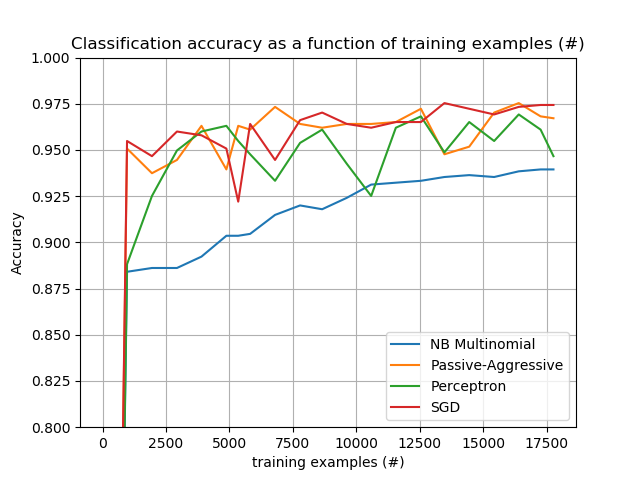 Classification accuracy as a function of training examples (#)
1.000
0.975
0.950
0.925
0.900
0.875
0.850
0.825
0.800
Accuracy
NB Multinomial
Passive-Aggressive
Perceptron
SGD
0 2500 5000 7500 10000 12500 15000 17500
training examples (#)